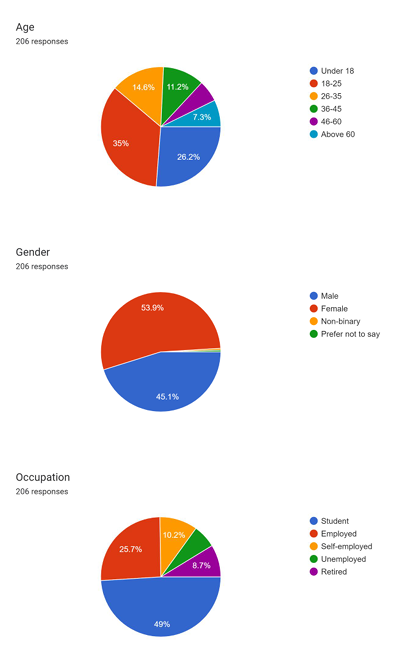 Age
206 responses
14.6%
11.2%
7.3%
35%
26.2%
Under 18
18-25
26-35
36-45
46-60
Above 60
Gender
206 responses
53.9%
45.1%
Male
Female
Non-binary
Prefer not to say
Occupation
206 responses
10.2%
25.7%
8.7%
49%
Student
Employed
Self-employed
Unemployed
Retired